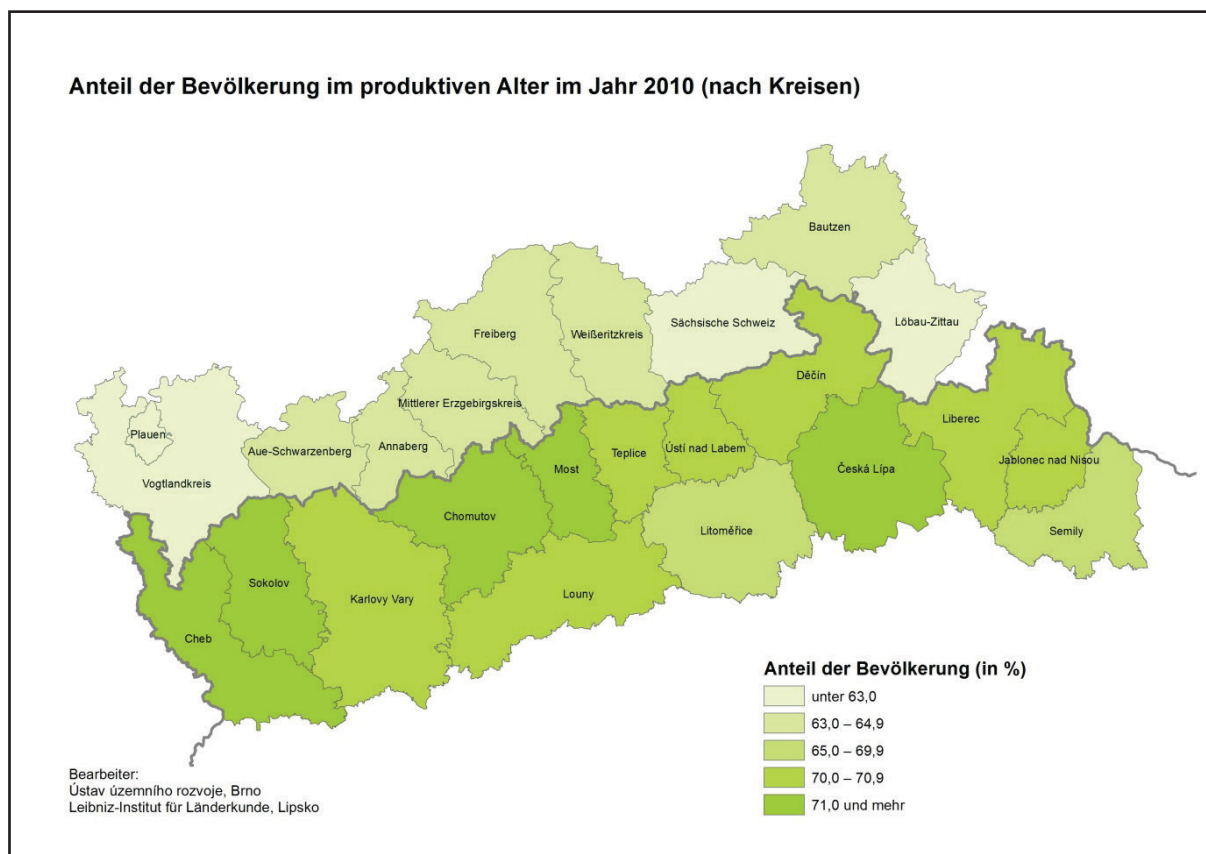 Anteil der Bevölkerung im produktiven Alter im Jahr 2010 (nach Kreisen)
Bautzen
Sächsische Schweiz
Löbau-Zittau
Freiberg
Weißeritzkreis
Děčín
Mittlerer Erzgebirgskreis
Liberec
Plauen
Aue-Schwarzenberg
Annaberg
Teplice
Ústí nad Labem
Most
Česká Lípa
Jablonec nad Nisou
Vogtlandkreis
Chomutov
Litoměřice
Semily
Sokolov
Karlovy Vary
Louny
Cheb
Anteil der Bevölkerung (in %)
unter 63,0
63,0 – 64,9
65,0 – 69,9
70,0 – 70,9
71,0 und mehr
Bearbeiter:
Ústav územního rozvoje, Brno
Leibniz-Institut für Länderkunde, Lipsko